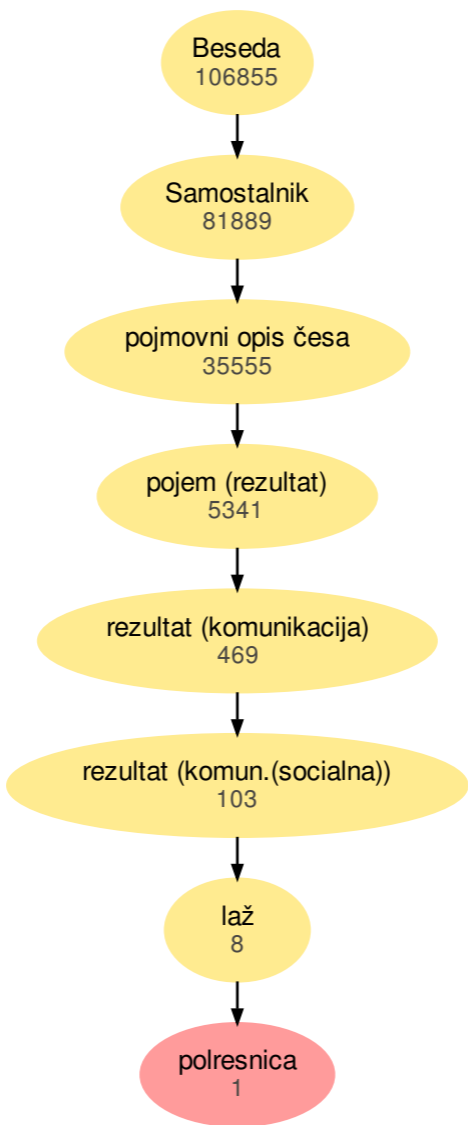 Beseda
106855
Samostalnik
81889
pojmovni opis česa
35555
pojem (rezultat)
5341
rezultat (komunikacija)
469
rezultat (komun.(socialna))
103
laž
8
polresnica
1